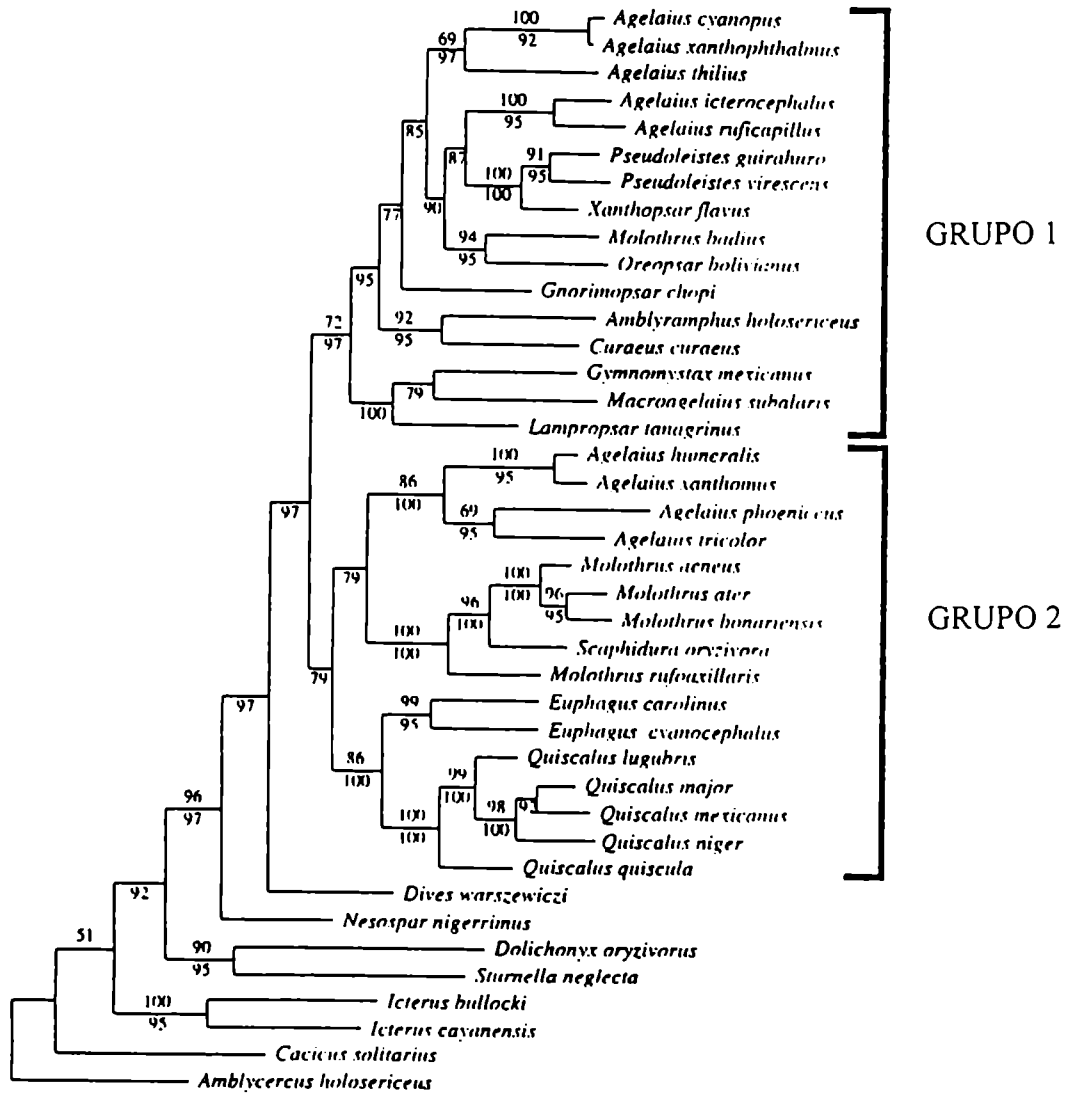 100
Agelaius cyanopus
69
92
Agelaius xanthophthalmus
97
Agelaius thilius
100
Agelaius icterocephalus
85
95
Agelaius ruficapillus
87
91
Pseudoleistes guirahuro
100
95
Pseudoleistes virescens
100
77
90
Xanthopsar flavus
GRUPO 1
94
Molothrus badius
95
Oreopsar bolivianus
95
Gnorimopsar chopi
72
92
Amblyramphus holosericeus
97
95
Curaeus curaeus
Gymnomystax mexicanus
79
Macroagelaius subalaris
100
Lampropsar tanagrinus
100
Agelaius humeralis
86
95
Agelaius xanthomus
100
97
69
Agelaius phoeniceus
95
Agelaius tricolor
79
100
Molothrus aeneus
100
96
Molothrus ater
96
95
Molothrus bonariensis
GRUPO 2
100
100
100
Scaphidura oryzivora
79
Molothrus rufoaxillaris
97
99
Euphagus carolinus
95
Euphagus cyanocephalus
86
99
Quiscalus lugubris
100
100
Quiscalus major
96
98
Quiscalus mexicanus
97
100
100
100
Quiscalus niger
Quiscalus quiscula
92
Dives warszewiczi
Nesospar nigerrimus
51
90
Dolichonyx oryzivorus
95
Sturnella neglecta
100
Icterus bullocki
95
Icterus cayanensis
Cacicus solitarius
Amblycercus holosericeus